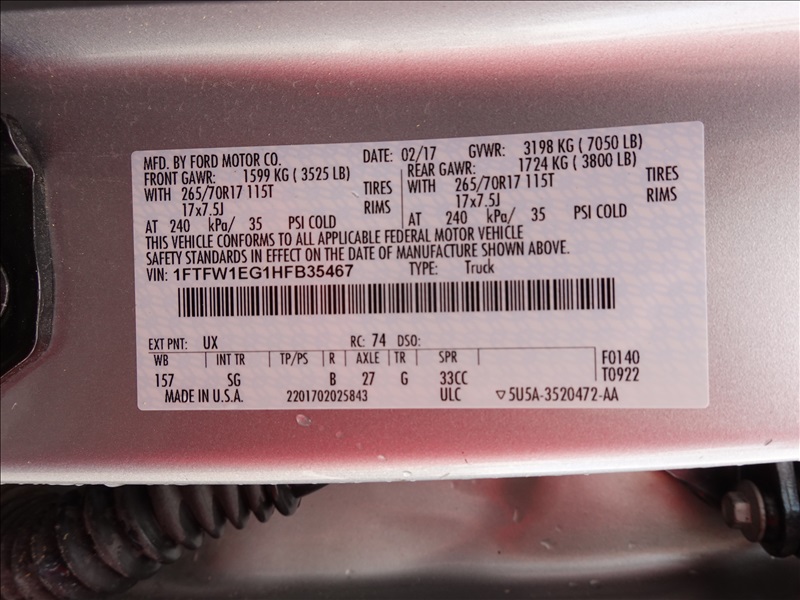 MFD. BY FORD MOTOR CO. DATE: 02/17 GVWR: 3198 KG ( 7050 LB)
FRONT GAWR: 1599 KG ( 3525 LB) REAR GAWR: 1724 KG ( 3800 LB)
WITH 265/70R17 115T TIRES WITH 265/70R17 115T TIRES
17x7.5J RIMS 17x7.5J RIMS
AT 240 kPa/ 35 PSI COLD AT 240 kPa/ 35 PSI COLD
THIS VEHICLE CONFORMS TO ALL APPLICABLE FEDERAL MOTOR VEHICLE
SAFETY STANDARDS IN EFFECT ON THE DATE OF MANUFACTURE SHOWN ABOVE.
VIN: 1FTFW1EG1HFB35467 TYPE: Truck
EXT PNT: UX RC: 74 DSO:
WB INT TR TP/PS R AXLE TR SPR F0140
157 SG B 27 G 33CC T0922
MADE IN U.S.A. 2201702025843 ULC ▽5U5A-3520472-AA